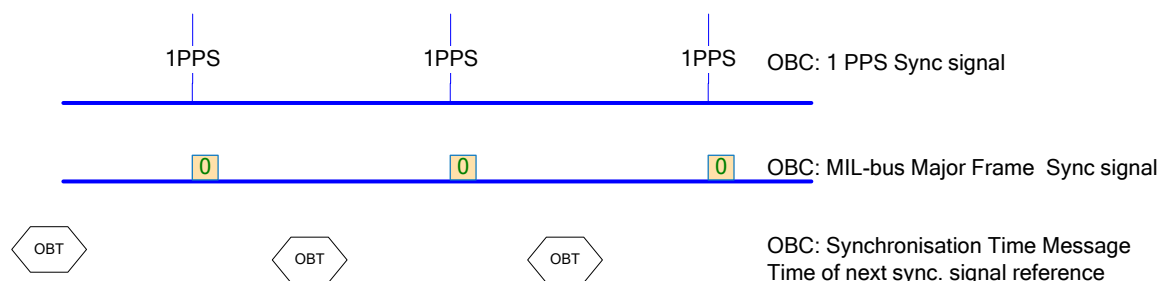 1PPS 1PPS 1PPS OBC: 1 PPS Sync signal
0 0 0 OBC: MIL-bus Major Frame Sync signal
OBT OBT OBT OBC: Synchronisation Time Message
Time of next sync. signal reference